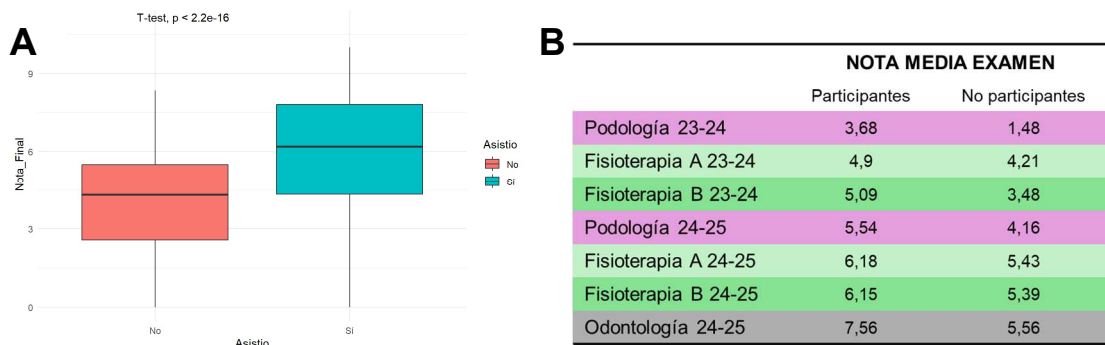 A
T-test, p < 2.2e-16
9
6
3
0
Nota_Final
No
Sí
Asistio
Asistio
No
Sí
B
NOTA MEDIA EXAMEN
Participantes No participantes
Podología 23-24 3,68 1,48
Fisioterapia A 23-24 4,9 4,21
Fisioterapia B 23-24 5,09 3,48
Podología 24-25 5,54 4,16
Fisioterapia A 24-25 6,18 5,43
Fisioterapia B 24-25 6,15 5,39
Odontología 24-25 7,56 5,56